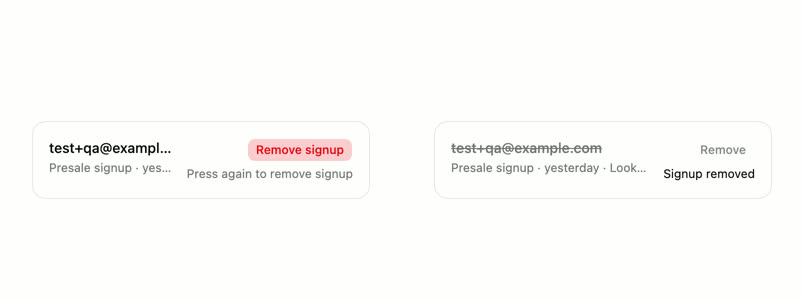 test+qa@exampl...
Remove signup
Presale signup · yes...
Press again to remove signup
test+qa@example.com
Remove
Presale signup · yesterday · Look...
Signup removed